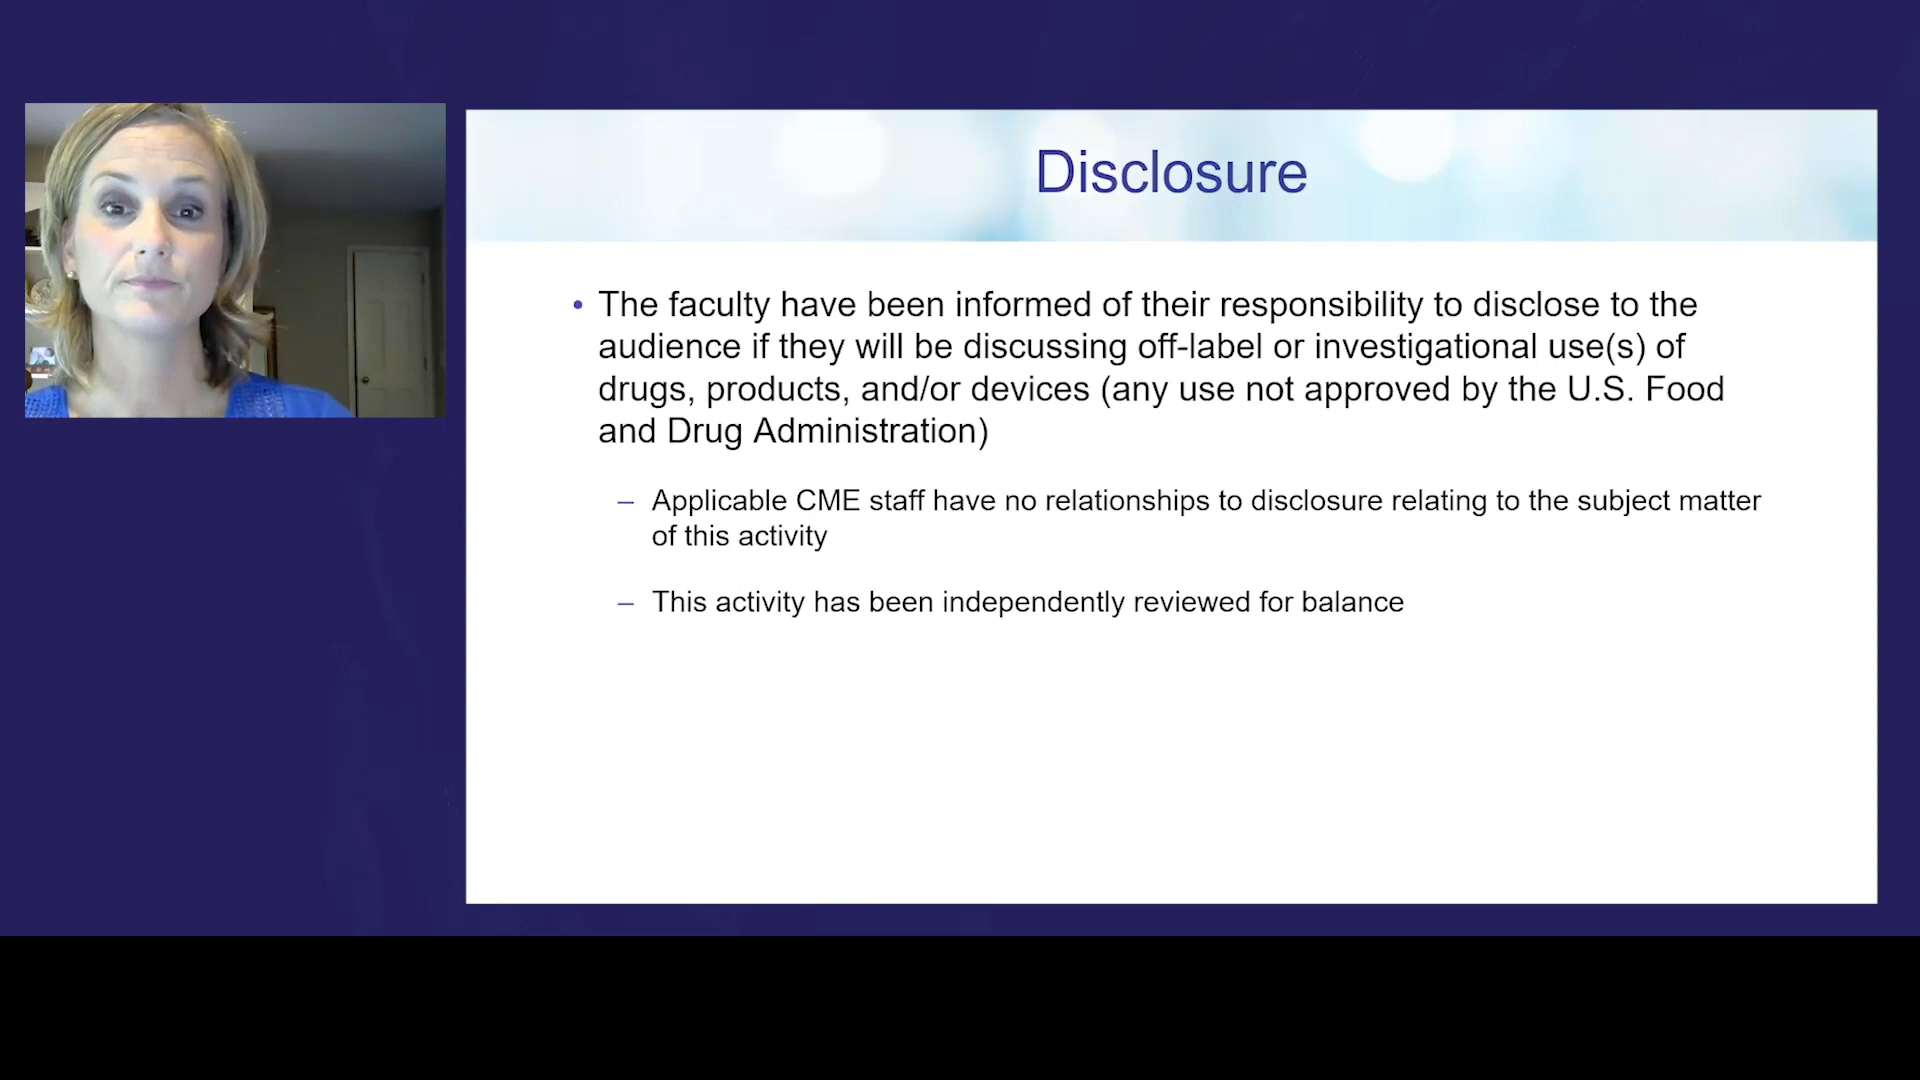 Disclosure
• The faculty have been informed of their responsibility to disclose to the
audience if they will be discussing off-label or investigational use(s) of
drugs, products, and/or devices (any use not approved by the U.S. Food
and Drug Administration)
– Applicable CME staff have no relationships to disclosure relating to the subject matter
of this activity
– This activity has been independently reviewed for balance